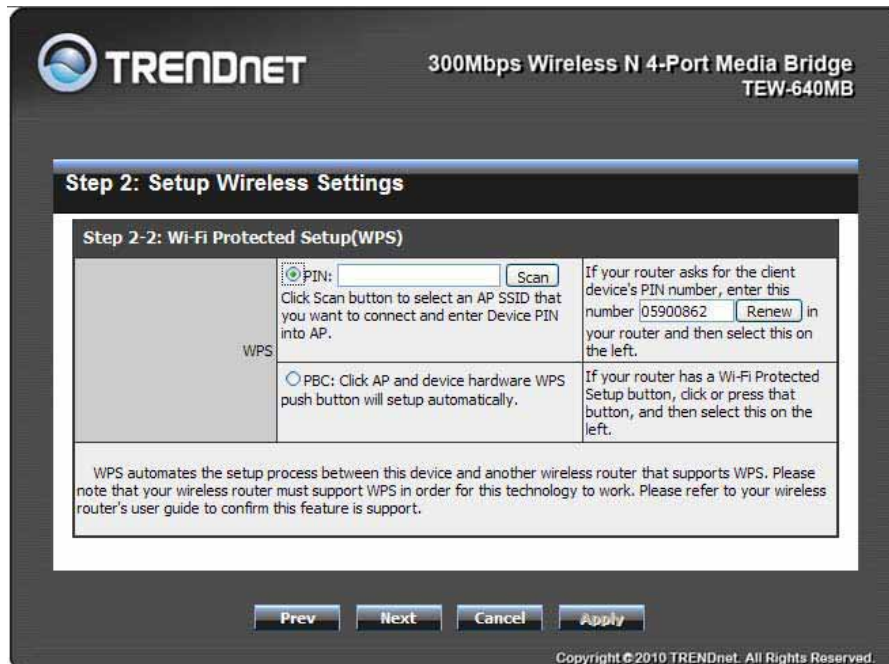 TRENDNET
300Mbps Wireless N 4-Port Media Bridge
TEW-640MB
Step 2: Setup Wireless Settings
Step 2-2: Wi-Fi Protected Setup(WPS)
WPS
PIN: Scan
Click Scan button to select an AP SSID that
you want to connect and enter Device PIN
into AP.
If your router asks for the client
device's PIN number, enter this
number 05900862 Renew in
your router and then select this on
the left.
PBC: Click AP and device hardware WPS
push button will setup automatically.
If your router has a Wi-Fi Protected
Setup button, click or press that
button, and then select this on the
left.
WPS automates the setup process between this device and another wireless router that supports WPS. Please
note that your wireless router must support WPS in order for this technology to work. Please refer to your wireless
router's user guide to confirm this feature is support.
Prev Next Cancel Apply
Copyright © 2010 TRENDnet. All Rights Reserved.